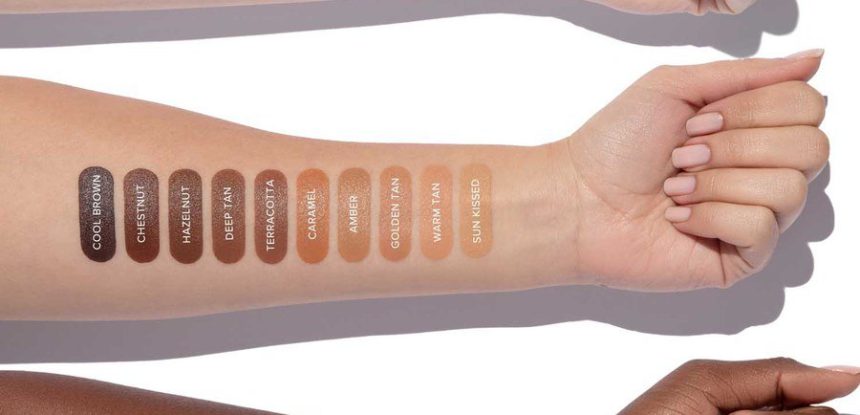 COOL BROWN
CHESTNUT
HAZELNUT
DEEP TAN
TERRACOTTA
CARAMEL
AMBER
GOLDEN TAN
WARM TAN
SUN KISSED